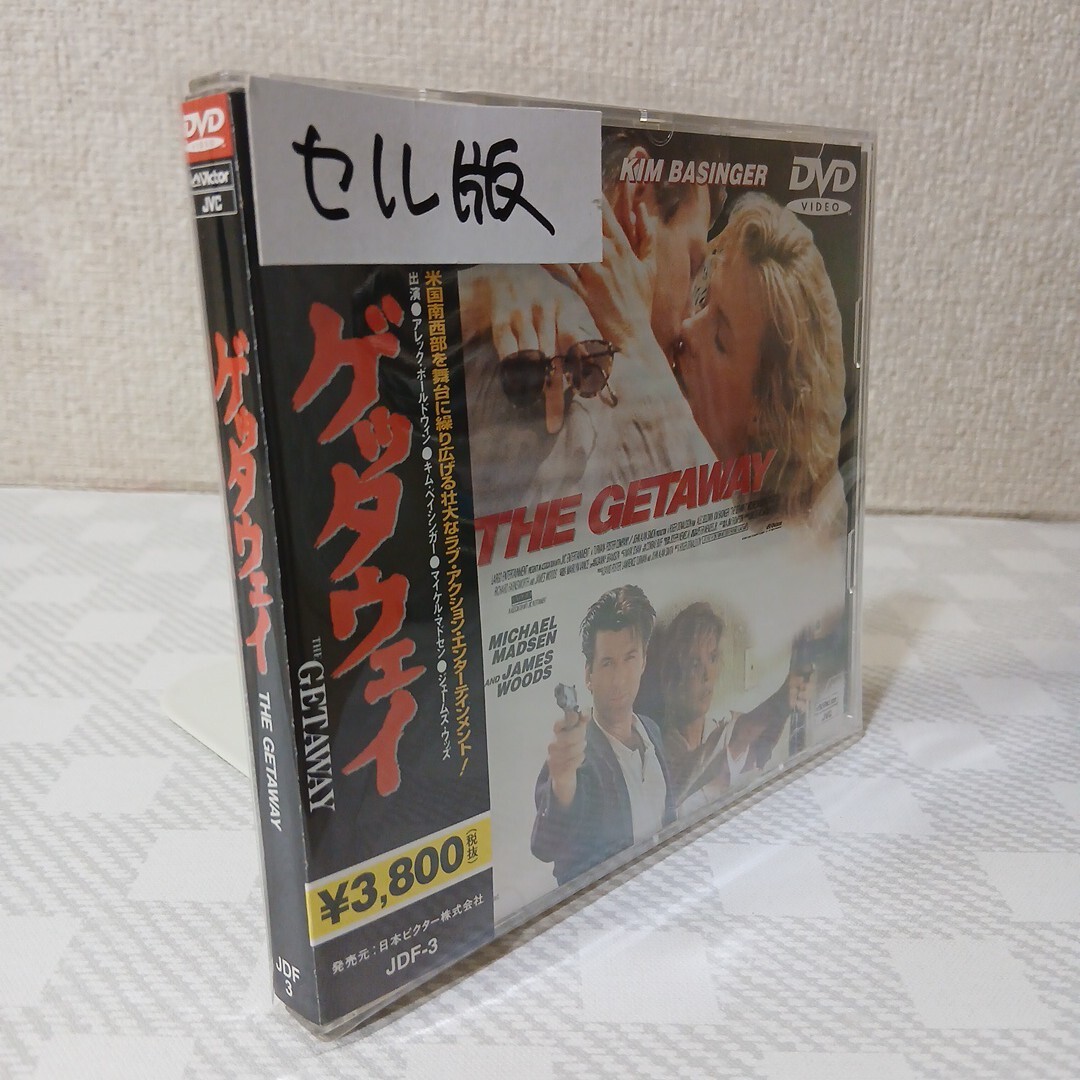 DVD
VIDEO
Victor
JVC
ゲッタウェイ
THE GETAWAY
JDF
3
セル版
米国南西部を舞台に繰り広げる壮大なラブ・アクション・エンターテインメント!
出演●アレック・ボールドウィン●キム・ベイシンガー●マイケル・マドセン●ジェームズ・ウッズ
ゲッタウェイ
THE GETAWAY
¥3,800(税抜)
発売元:日本ビクター株式会社
JDF-3
KIM BASINGER
DVD
VIDEO
THE GETAWAY
MICHAEL
MADSEN
AND JAMES
WOODS